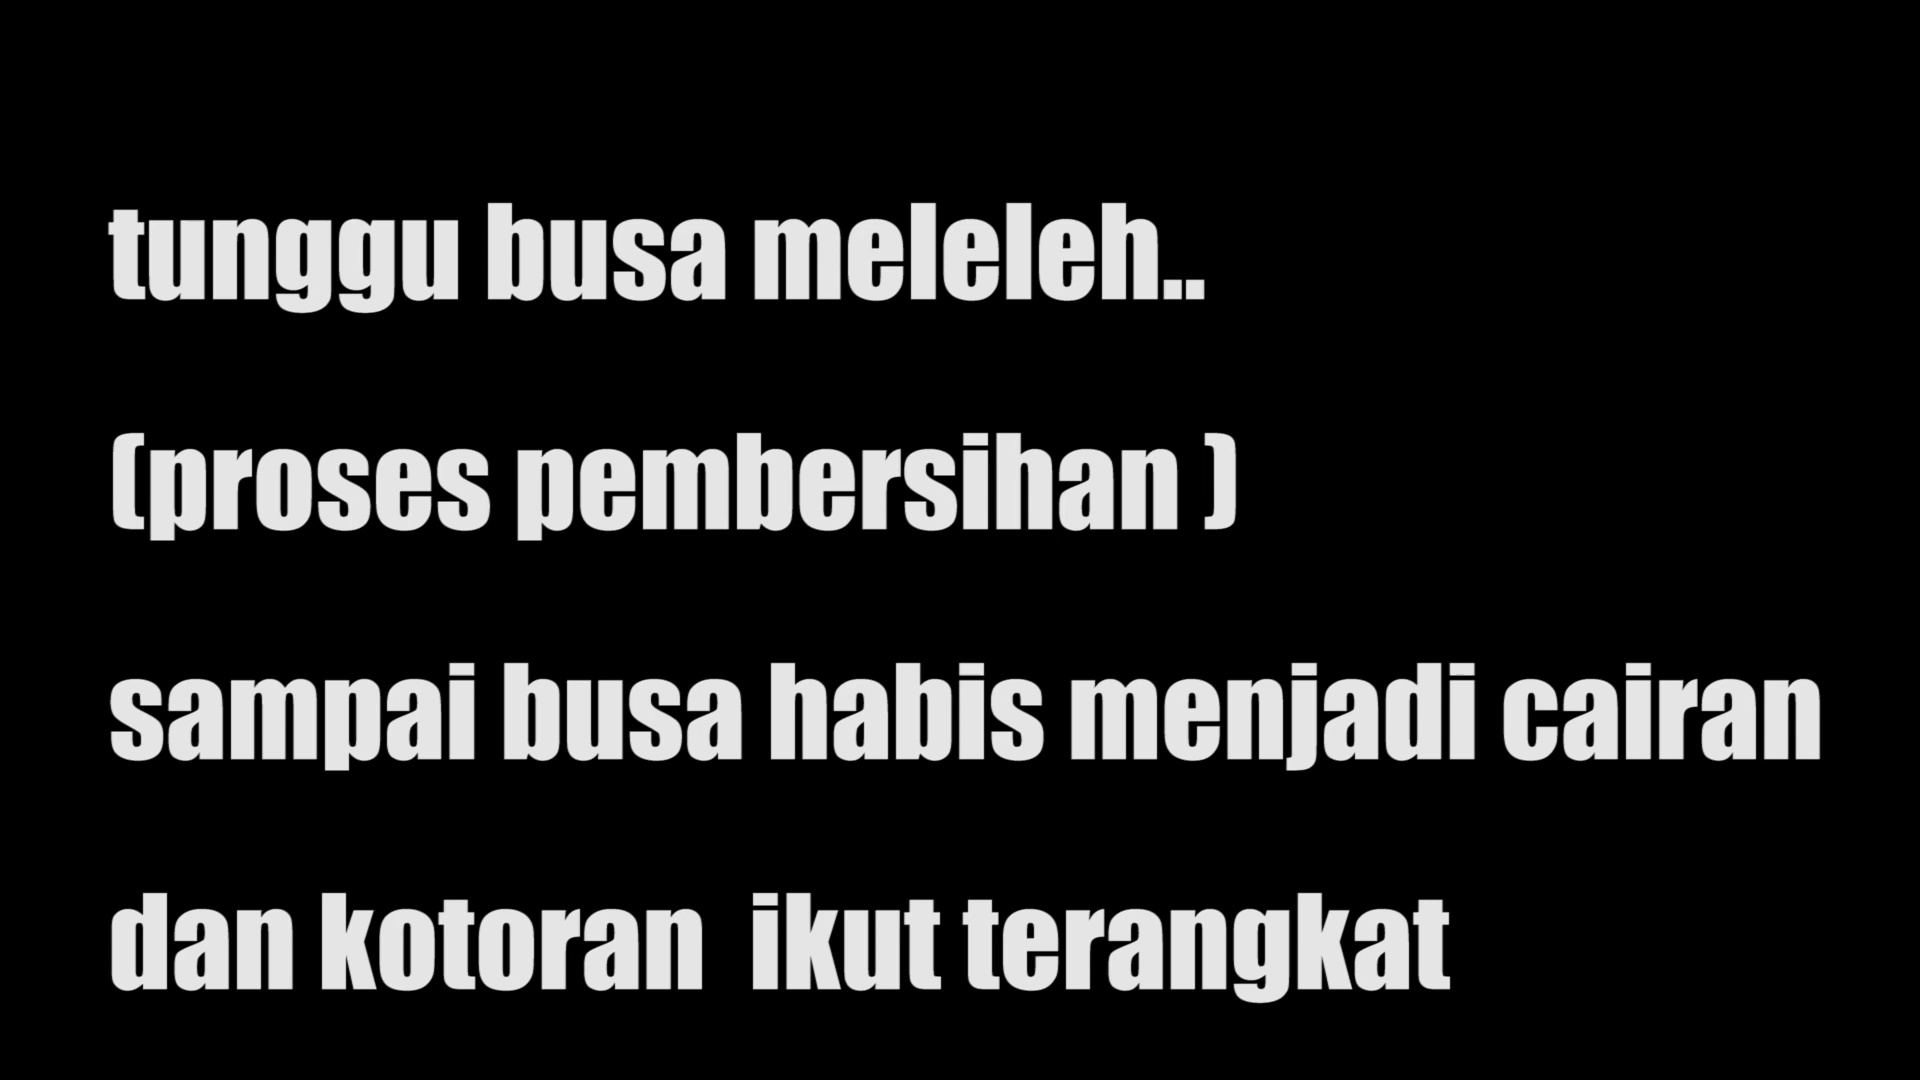 tunggu busa meleleh..
(proses pembersihan )
sampai busa habis menjadi cairan
dan kotoran  ikut terangkat